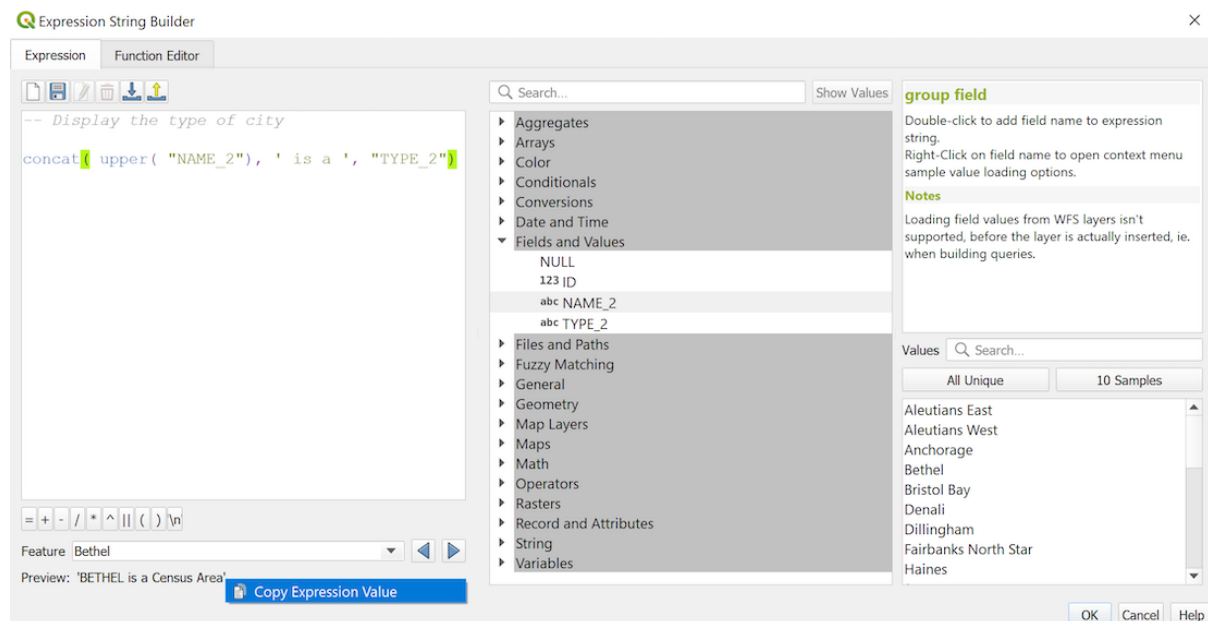 Expression String Builder
Expression
Function Editor
-- Display the type of city
concat( upper( "NAME_2"), ' is a ', "TYPE_2")
= + - / * ^ || ( ) \n
Feature Bethel
Preview: 'BETHEL is a Census Area'
Copy Expression Value
Search...
Show Values
Aggregates
Arrays
Color
Conditionals
Conversions
Date and Time
Fields and Values
NULL
123 ID
abc NAME_2
abc TYPE_2
Files and Paths
Fuzzy Matching
General
Geometry
Map Layers
Maps
Math
Operators
Rasters
Record and Attributes
String
Variables
group field
Double-click to add field name to expression
string.
Right-Click on field name to open context menu
sample value loading options.
Notes
Loading field values from WFS layers isn't
supported, before the layer is actually inserted, ie.
when building queries.
Values Search...
All Unique
10 Samples
Aleutians East
Aleutians West
Anchorage
Bethel
Bristol Bay
Denali
Dillingham
Fairbanks North Star
Haines
OK
Cancel
Help